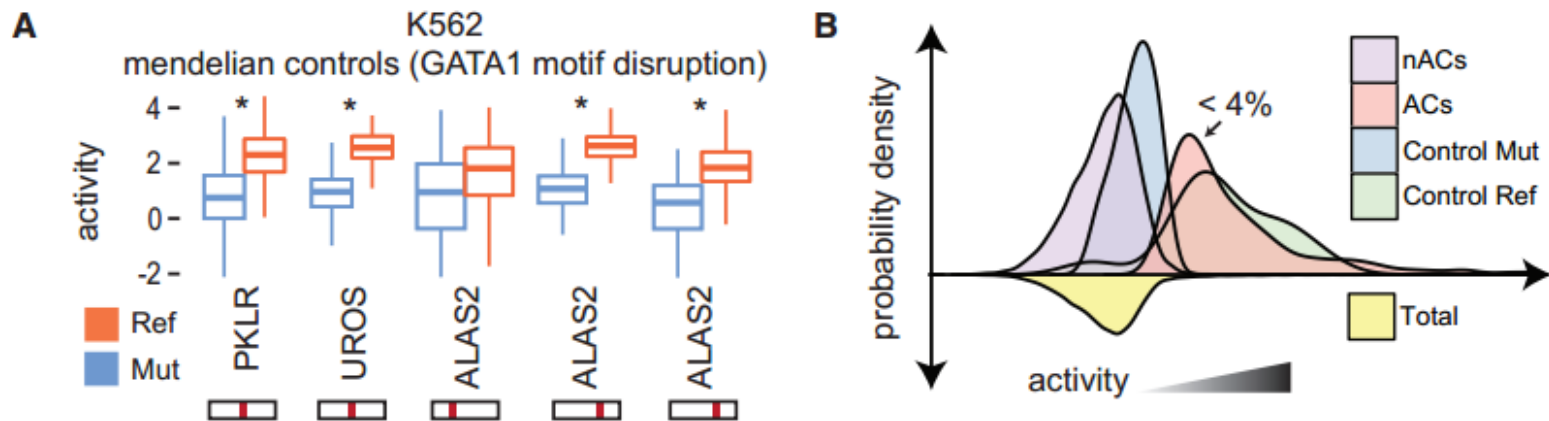 A
K562
mendelian controls (GATA1 motif disruption)
activity
4
2
0
-2
*
*
*
*
Ref
Mut
PKLR
UROS
ALAS2
ALAS2
ALAS2
B
probability density
< 4%
nACs
ACs
Control Mut
Control Ref
Total
activity